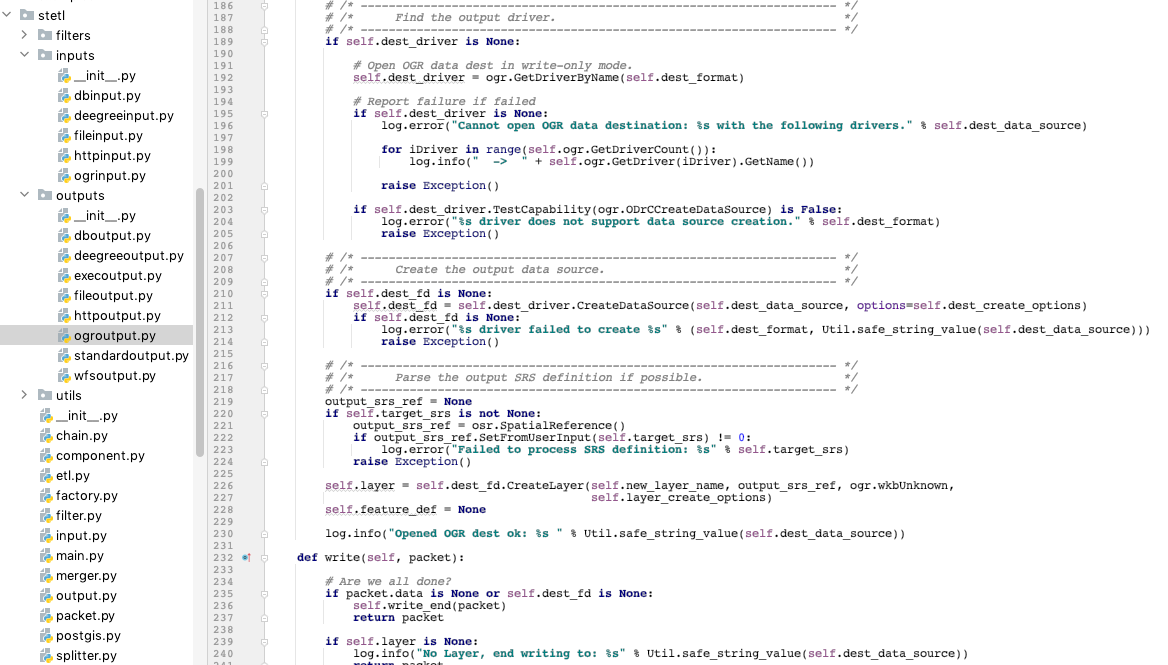 stetl
filters
inputs
__init__.py
dbinput.py
deegreeinput.py
fileinput.py
httpinput.py
ogrinput.py
outputs
__init__.py
dboutput.py
deegreeoutput.py
execoutput.py
fileoutput.py
httpoutput.py
ogroutput.py
standardoutput.py
wfsoutput.py
utils
__init__.py
chain.py
component.py
etl.py
factory.py
filter.py
input.py
main.py
merger.py
output.py
packet.py
postgis.py
splitter.py
186 # /* -------------------------------------------------------------------- */
187 # /*      Find the output driver.                                         */
188 # /* -------------------------------------------------------------------- */
189 if self.dest_driver is None:
190
191 # Open OGR data dest in write-only mode.
192 self.dest_driver = ogr.GetDriverByName(self.dest_format)
193
194 # Report failure if failed
195 if self.dest_driver is None:
196 log.error("Cannot open OGR data destination: %s with the following drivers." % self.dest_data_source)
197
198 for iDriver in range(self.ogr.GetDriverCount()):
199 log.info("  ->  " + self.ogr.GetDriver(iDriver).GetName())
200
201 raise Exception()
202
203 if self.dest_driver.TestCapability(ogr.ODrCCreateDataSource) is False:
204 log.error("%s driver does not support data source creation." % self.dest_format)
205 raise Exception()
206
207 # /* -------------------------------------------------------------------- */
208 # /*      Create the output data source.                                  */
209 # /* -------------------------------------------------------------------- */
210 if self.dest_fd is None:
211 self.dest_fd = self.dest_driver.CreateDataSource(self.dest_data_source, options=self.dest_create_options)
212 if self.dest_fd is None:
213 log.error("%s driver failed to create %s" % (self.dest_format, Util.safe_string_value(self.dest_data_source)))
214 raise Exception()
215
216 # /* -------------------------------------------------------------------- */
217 # /*      Parse the output SRS definition if possible.                    */
218 # /* -------------------------------------------------------------------- */
219 output_srs_ref = None
220 if self.target_srs is not None:
221 output_srs_ref = osr.SpatialReference()
222 if output_srs_ref.SetFromUserInput(self.target_srs) != 0:
223 log.error("Failed to process SRS definition: %s" % self.target_srs)
224 raise Exception()
225
226 self.layer = self.dest_fd.CreateLayer(self.new_layer_name, output_srs_ref, ogr.wkbUnknown,
227 self.layer_create_options)
228 self.feature_def = None
229
230 log.info("Opened OGR dest ok: %s " % Util.safe_string_value(self.dest_data_source))
231
232 def write(self, packet):
233
234 # Are we all done?
235 if packet.data is None or self.dest_fd is None:
236 self.write_end(packet)
237 return packet
238
239 if self.layer is None:
240 log.info("No Layer, end writing to: %s" % Util.safe_string_value(self.dest_data_source))
241 return packet